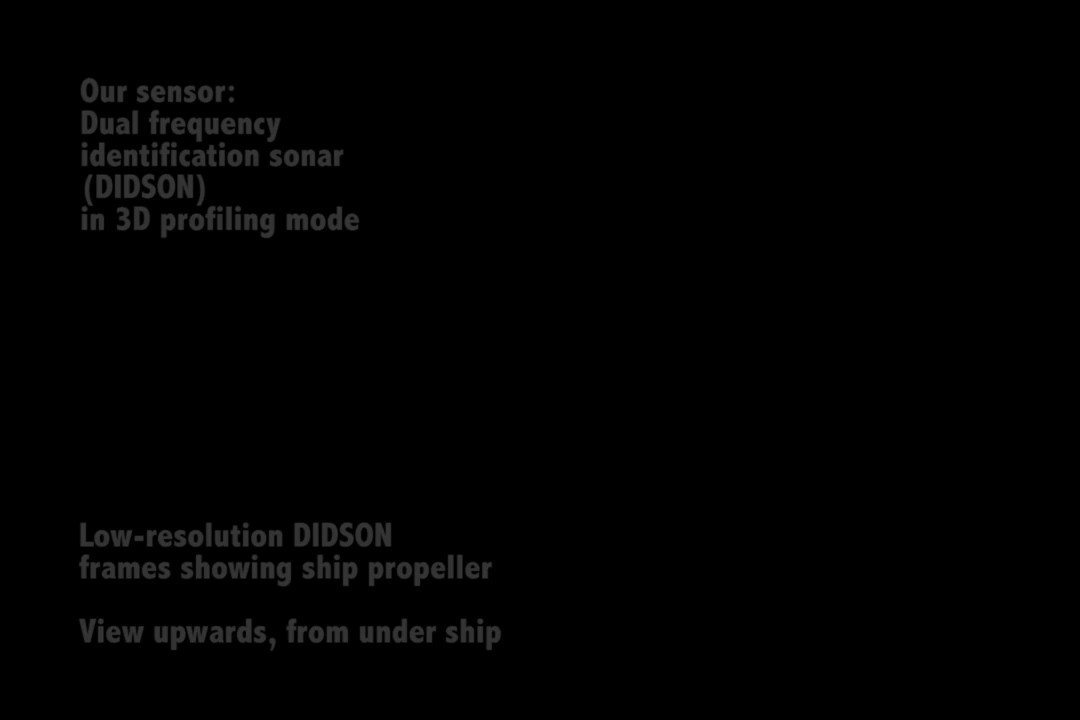 Our sensor:
Dual frequency
identification sonar
(DIDSON)
in 3D profiling mode
Low-resolution DIDSON
frames showing ship propeller
View upwards, from under ship